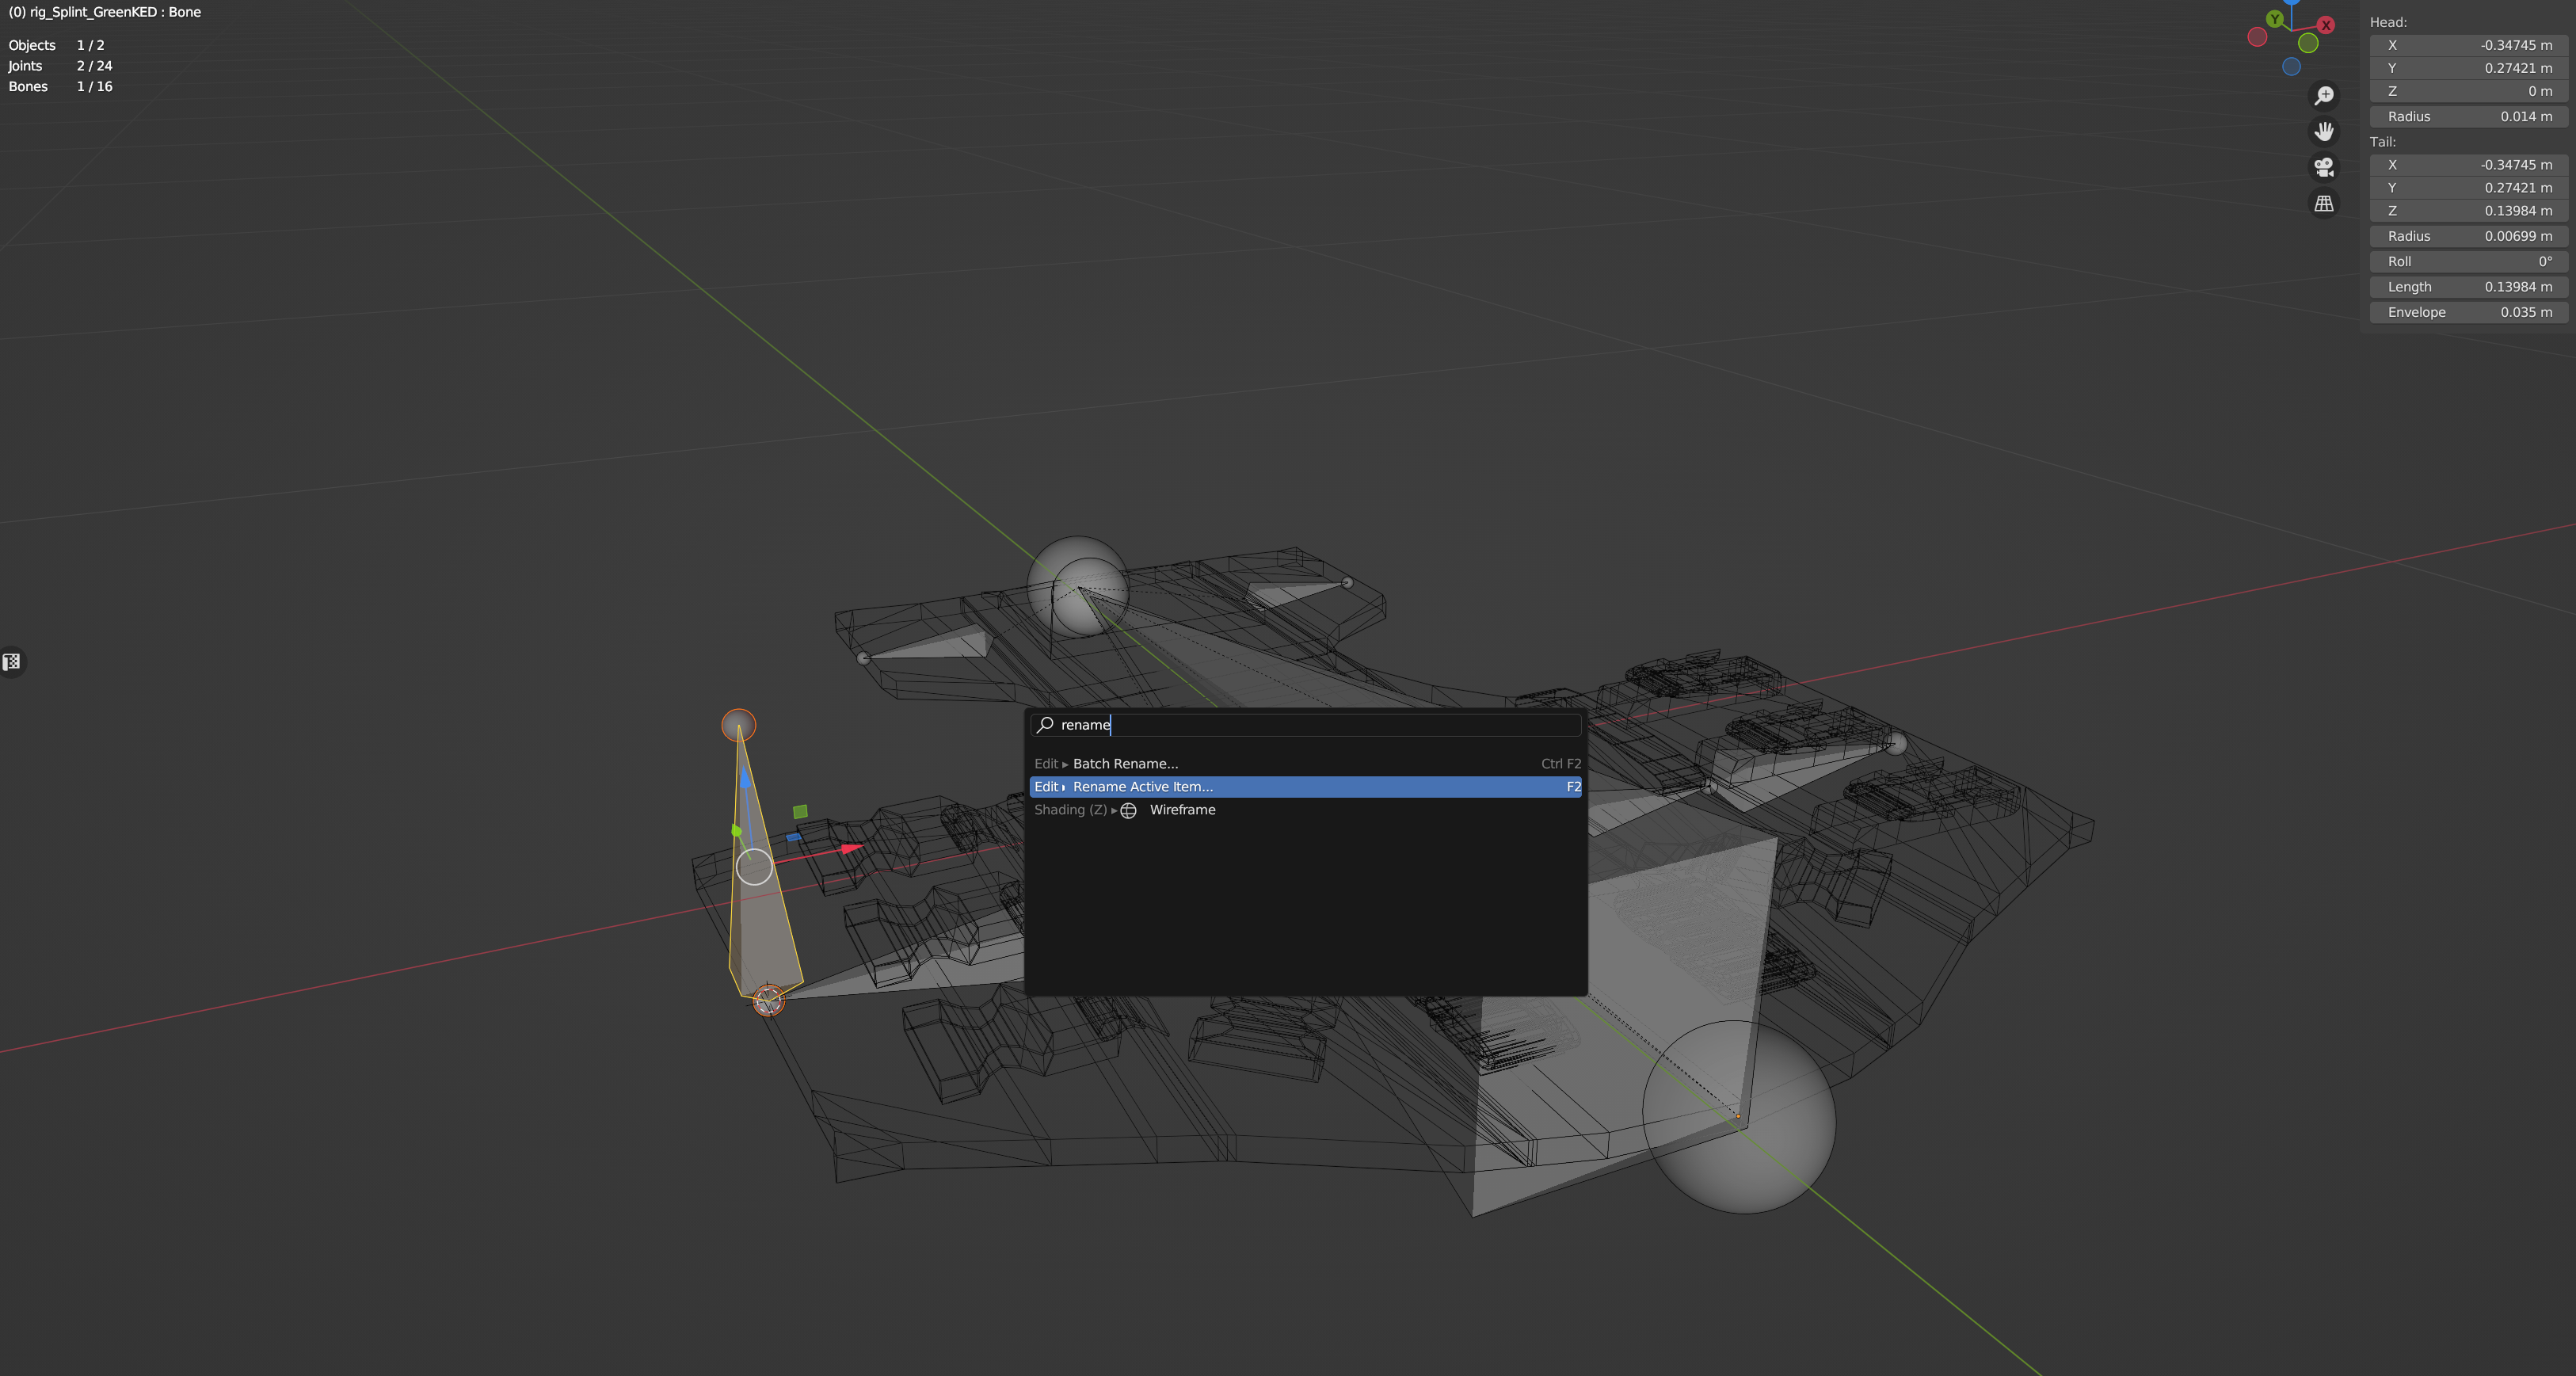 (0) rig_Splint_GreenKED : Bone
Objects 1 / 2
Joints 2 / 24
Bones 1 / 16
Y
X
Head:
X -0.34745 m
Y 0.27421 m
Z 0 m
Radius 0.014 m
Tail:
X -0.34745 m
Y 0.27421 m
Z 0.13984 m
Radius 0.00699 m
Roll 0°
Length 0.13984 m
Envelope 0.035 m
rename
Edit ▸ Batch Rename... Ctrl F2
Edit ▸ Rename Active Item... F2
Shading (Z) ▸ Wireframe